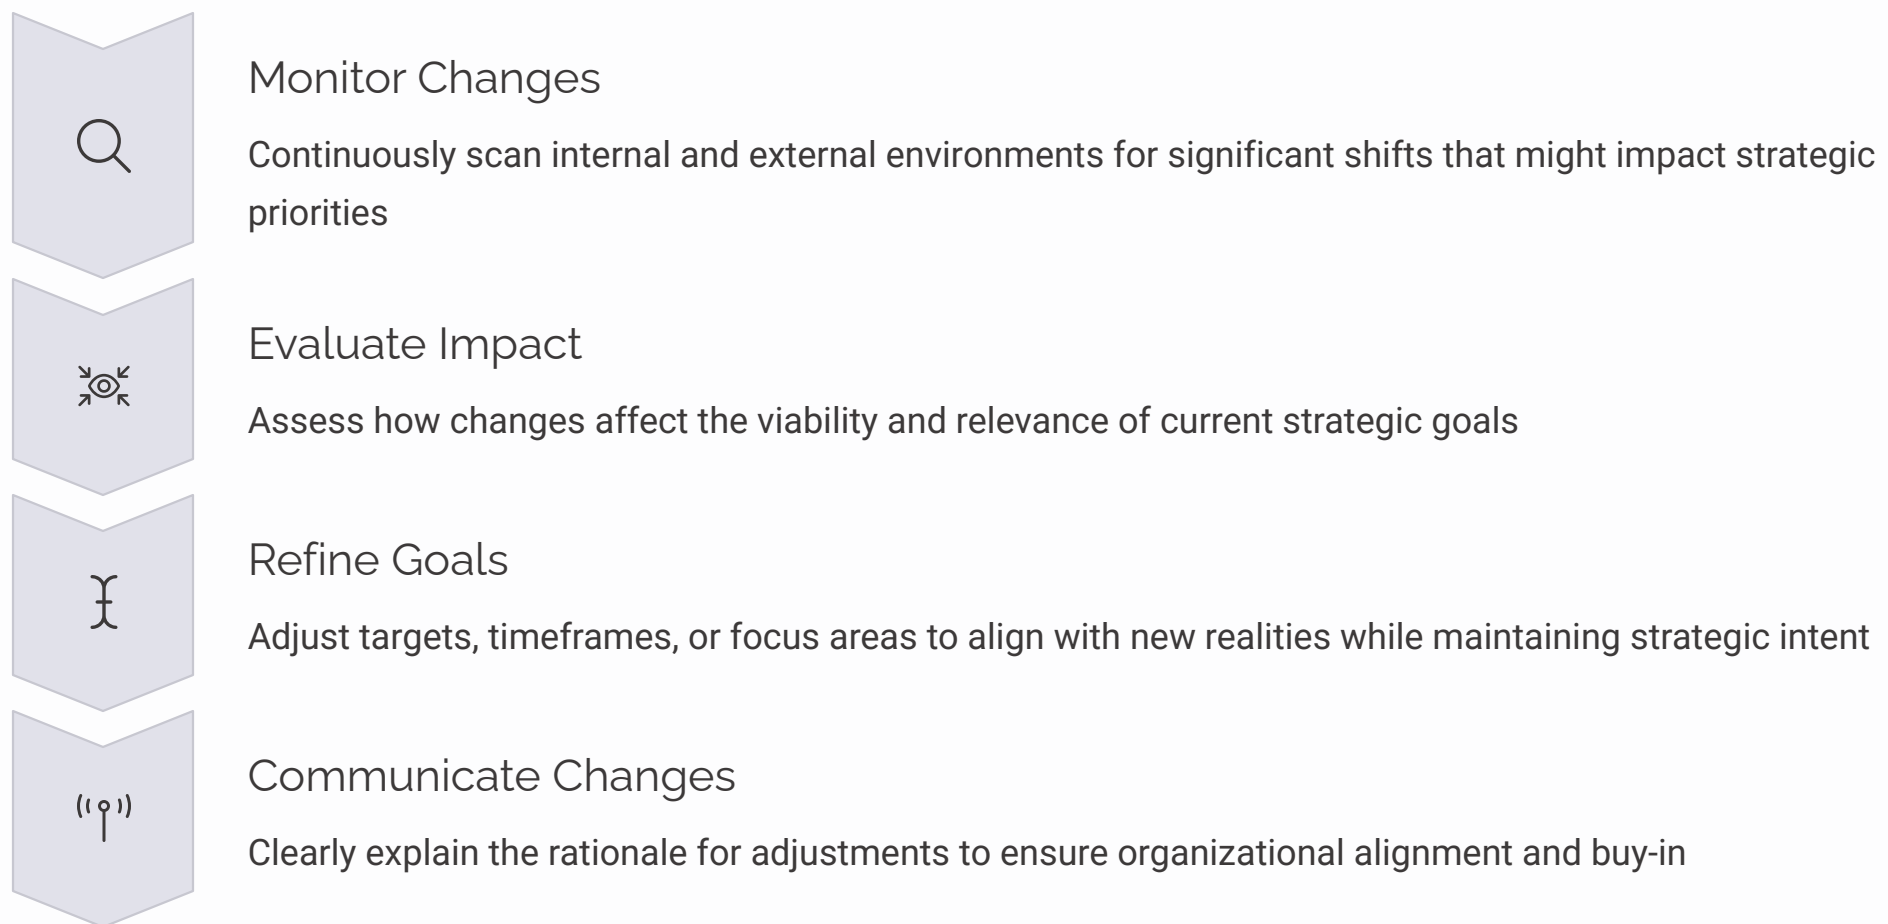 Monitor Changes
Continuously scan internal and external environments for significant shifts that might impact strategic
priorities
Evaluate Impact
Assess how changes affect the viability and relevance of current strategic goals
Refine Goals
Adjust targets, timeframes, or focus areas to align with new realities while maintaining strategic intent
Communicate Changes
Clearly explain the rationale for adjustments to ensure organizational alignment and buy-in